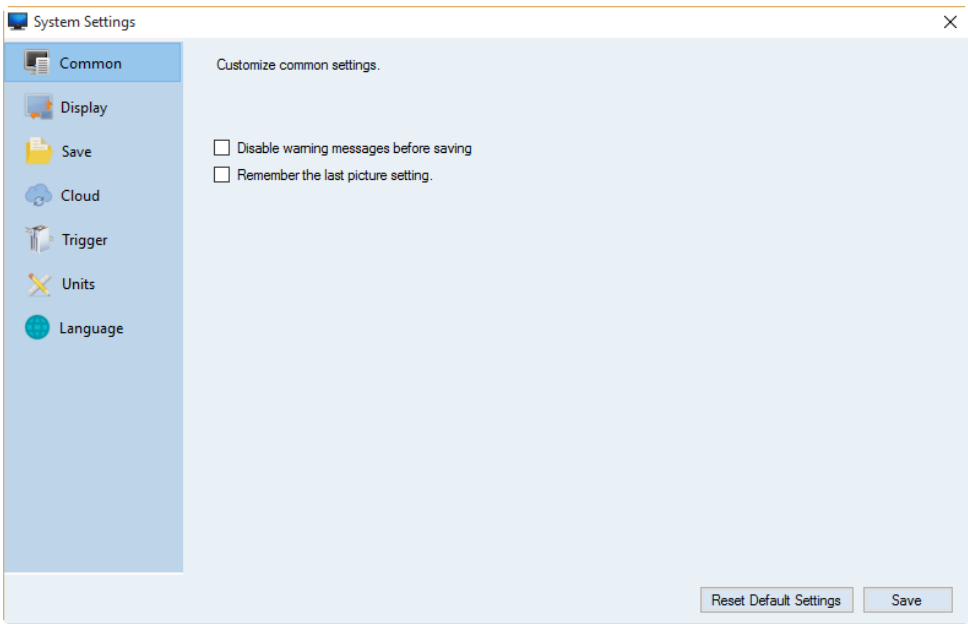 System Settings
Common
Display
Save
Cloud
Trigger
Units
Language
Customize common settings.
Disable warning messages before saving
Remember the last picture setting.
Reset Default Settings
Save